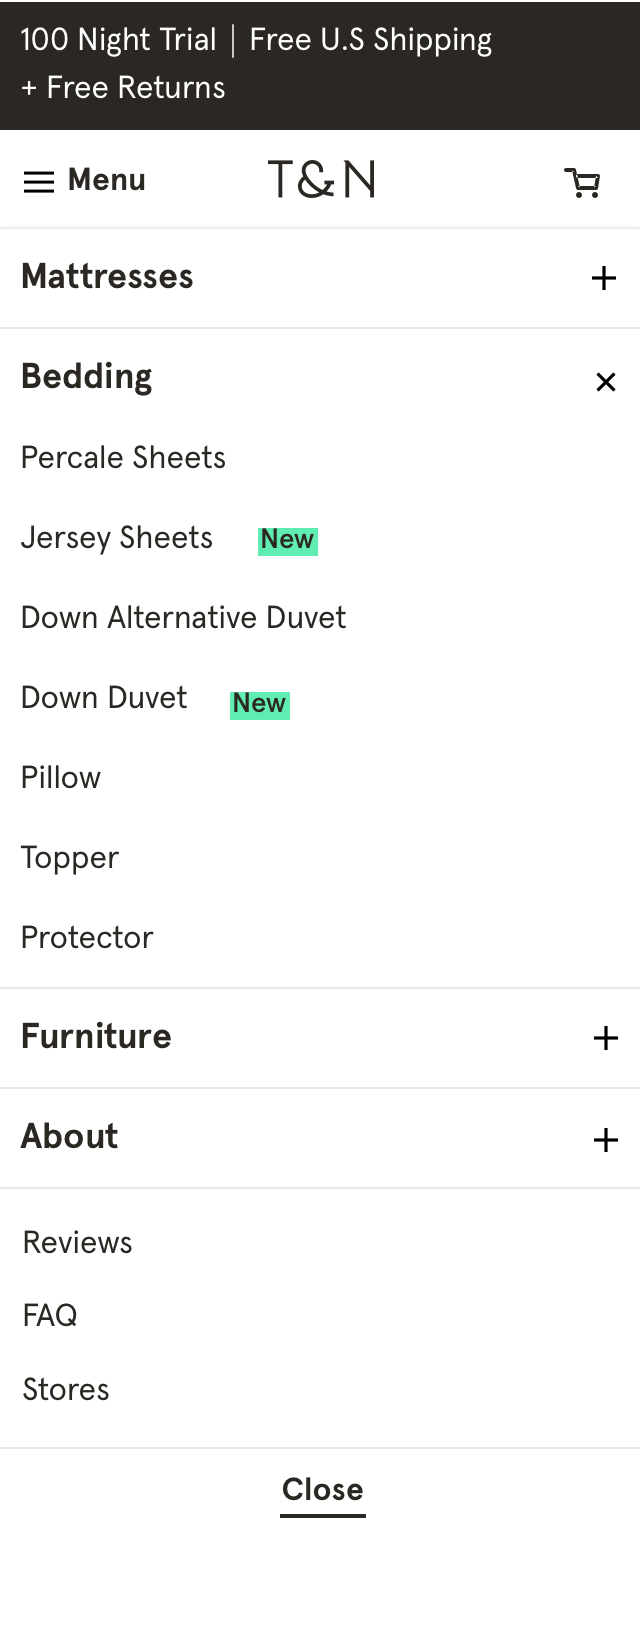 100 Night Trial | Free U.S Shipping
+ Free Returns
Menu T&N
Mattresses
Bedding
Percale Sheets
Jersey Sheets New
Down Alternative Duvet
Down Duvet New
Pillow
Topper
Protector
Furniture
About
Reviews
FAQ
Stores
Close